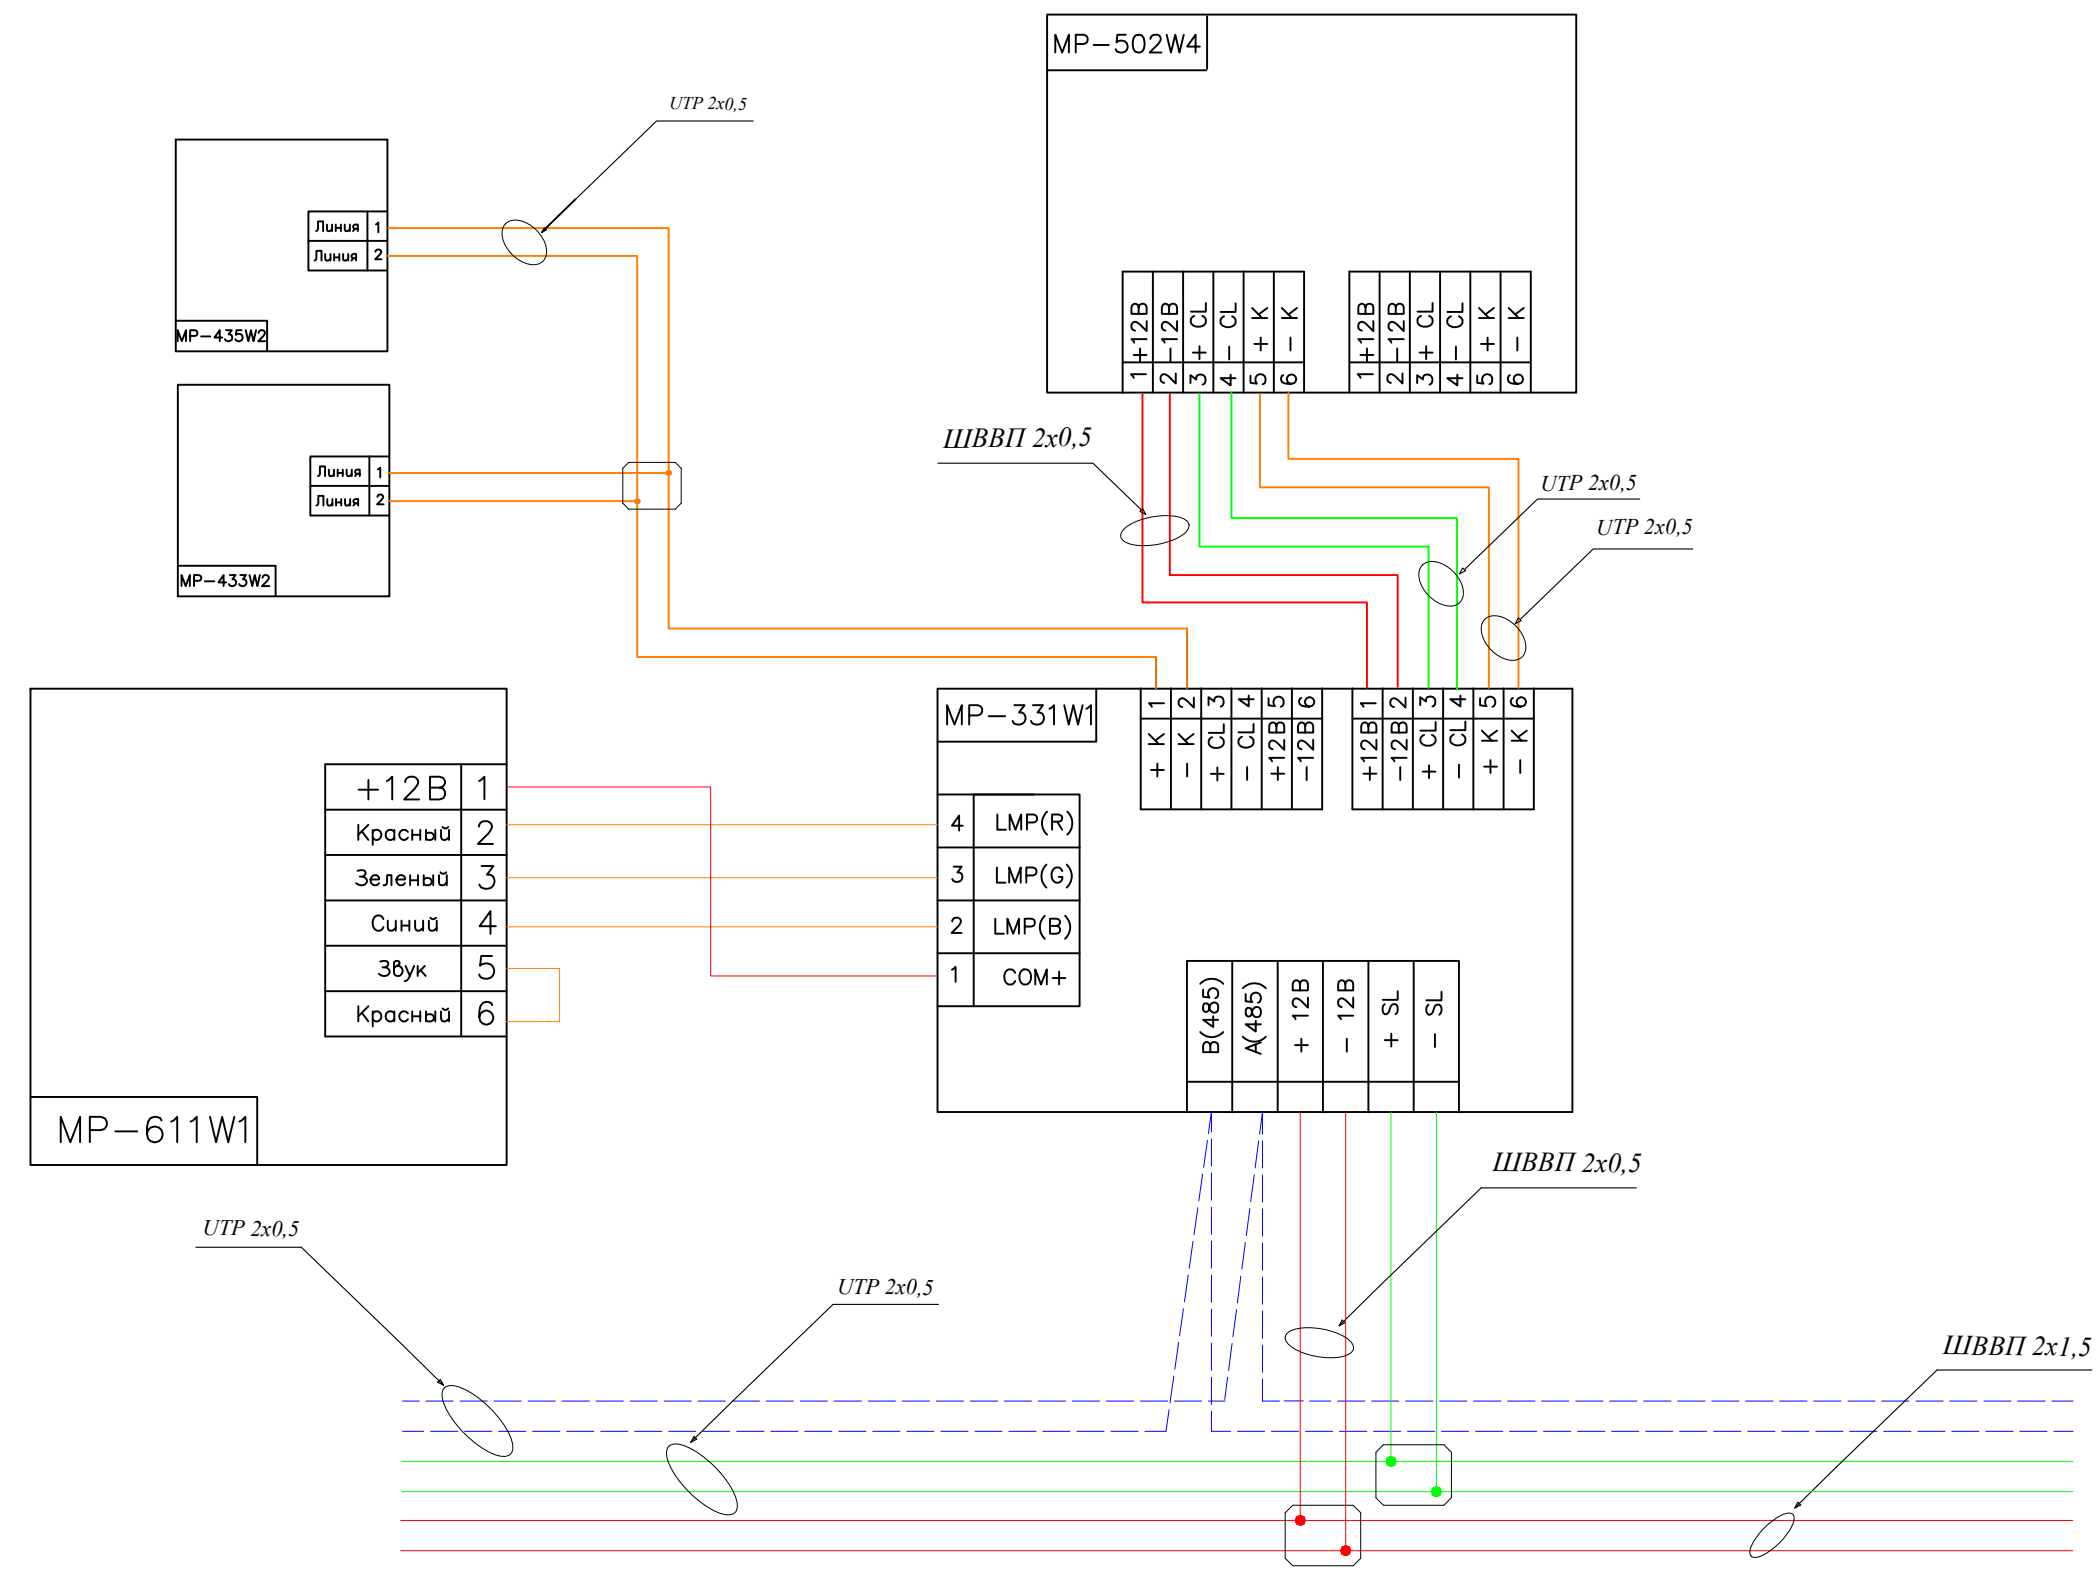 MP-502W4
1 +12В
2 -12В
3 + CL
4 - CL
5 + K
6 - K
1 +12В
2 -12В
3 + CL
4 - CL
5 + K
6 - K
UTP 2x0,5
Линия 1
Линия 2
MP-435W2
Линия 1
Линия 2
MP-433W2
ШВВП 2x0,5
UTP 2x0,5
UTP 2x0,5
MP-331W1
+ K 1
- K 2
+ CL 3
- CL 4
+12В 5
-12В 6
+12В 1
-12В 2
+ CL 3
- CL 4
+ K 5
- K 6
4 LMP(R)
3 LMP(G)
2 LMP(B)
1 COM+
B(485)
A(485)
+ 12В
- 12В
+ SL
- SL
+12В 1
Красный 2
Зеленый 3
Синий 4
Звук 5
Красный 6
MP-611W1
ШВВП 2x0,5
UTP 2x0,5
UTP 2x0,5
ШВВП 2x1,5